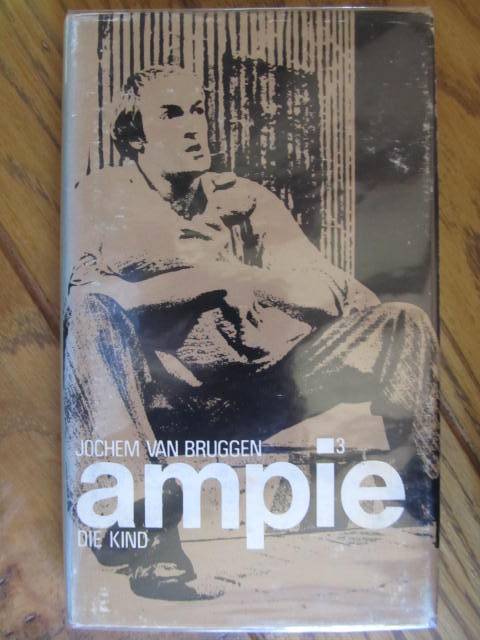 JOCHEM VAN BRUGGEN
ampie 3
DIE KIND